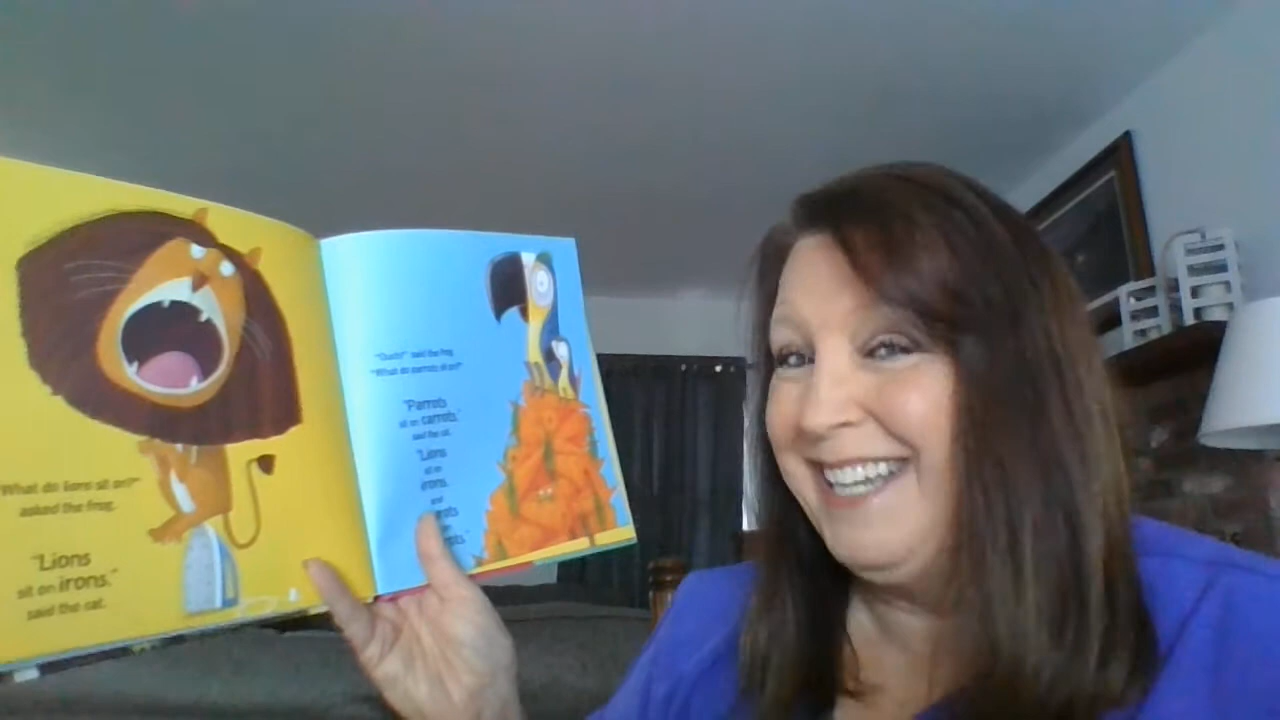 "What do lions sit on?"
asked the frog.
"Lions
sit on irons."
said the cat.
"Ouch!" said the frog.
"What do parrots sit on?"
"Parrots
sit on carrots,"
said the cat.
"Lions
sit on
irons,
and